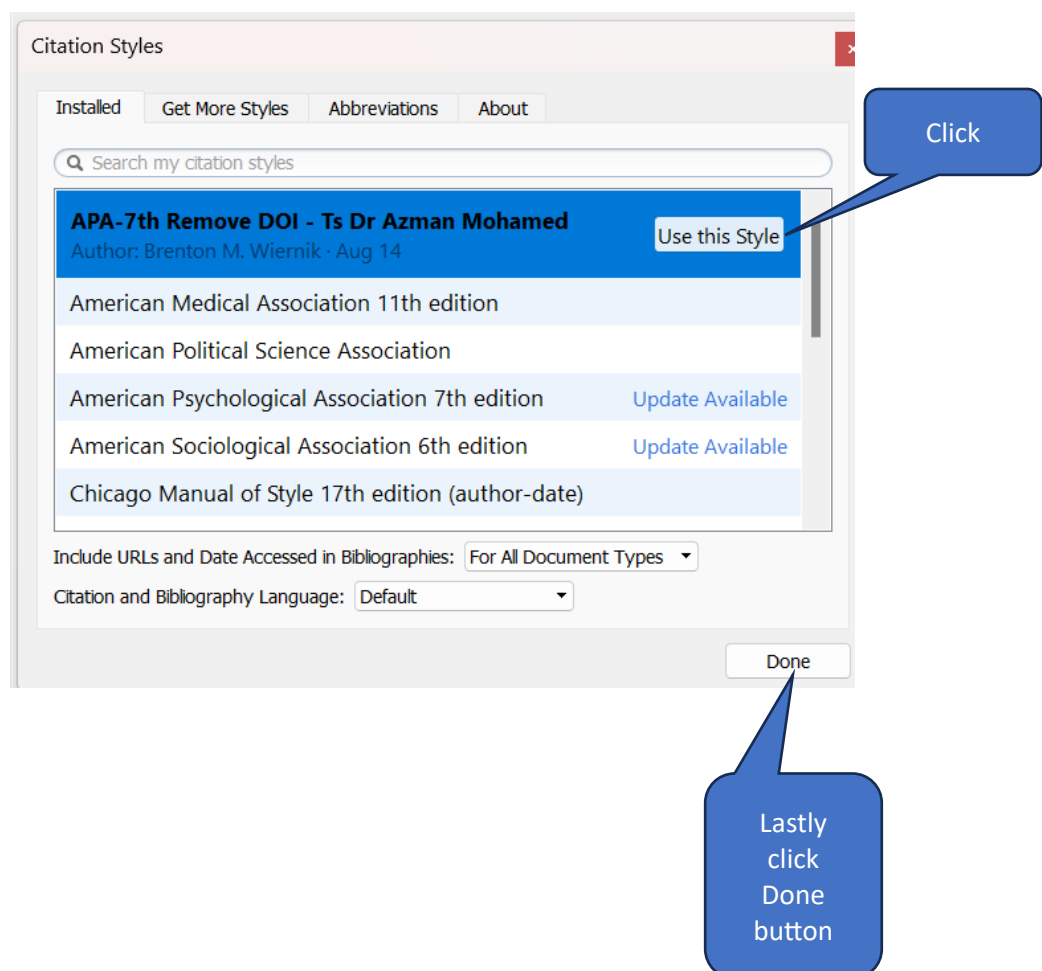 Citation Styles
Installed Get More Styles Abbreviations About
Click
Search my citation styles
APA-7th Remove DOI - Ts Dr Azman Mohamed
Use this Style
Author: Brenton M. Wiernik · Aug 14
American Medical Association 11th edition
American Political Science Association
American Psychological Association 7th edition Update Available
American Sociological Association 6th edition Update Available
Chicago Manual of Style 17th edition (author-date)
Include URLs and Date Accessed in Bibliographies: For All Document Types
Citation and Bibliography Language: Default
Done
Lastly
click
Done
button